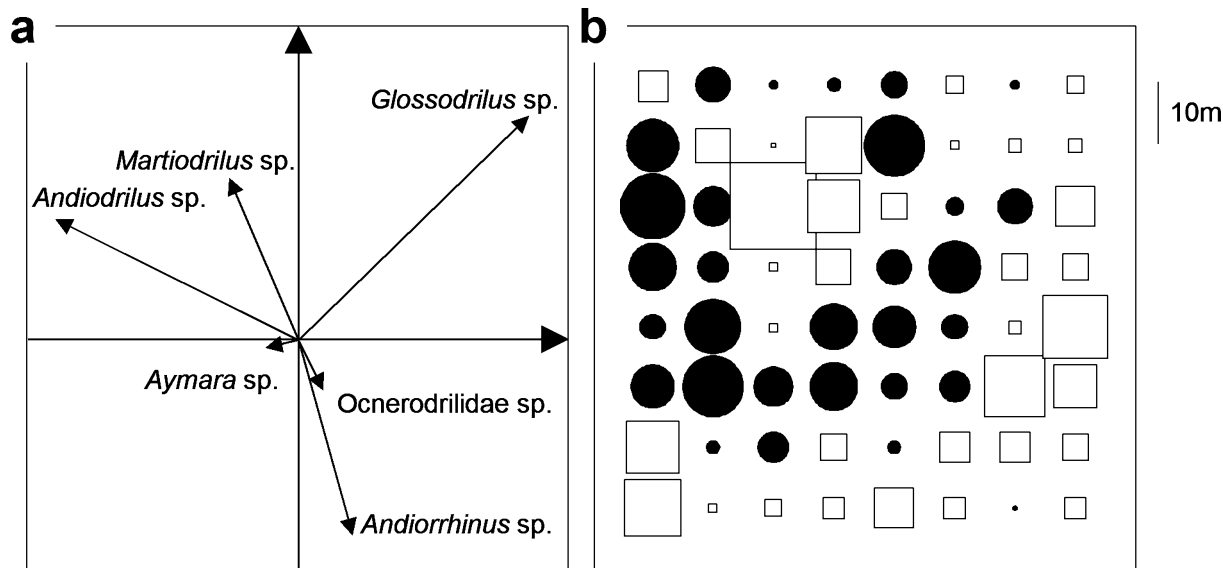 a
b
Glossodrilus sp.
10m
Martiodrilus sp.
Andiodrilus sp.
Aymara sp.
Ocnerodrilidae sp.
Andiorrhinus sp.